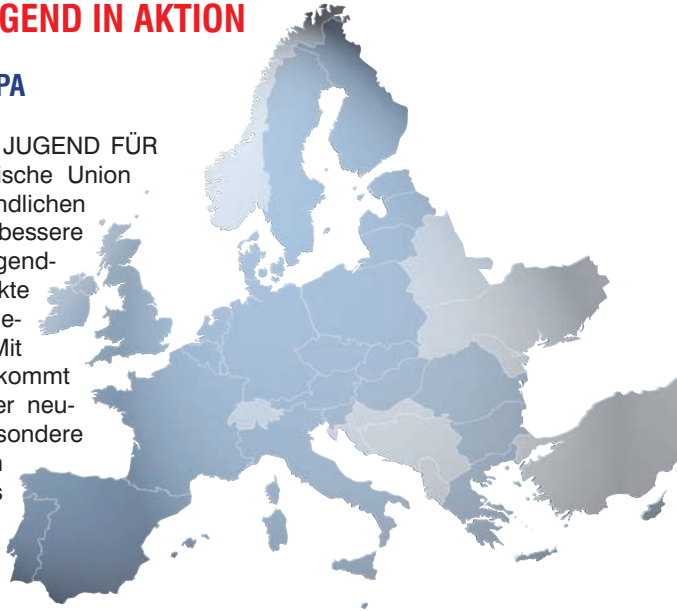 GEND IN AKTION
PA
JUGEND FÜR
ische Union
ndlichen
bessere
gend-
kte
e-
Mit
kommt
er neu-
sondere
n
s